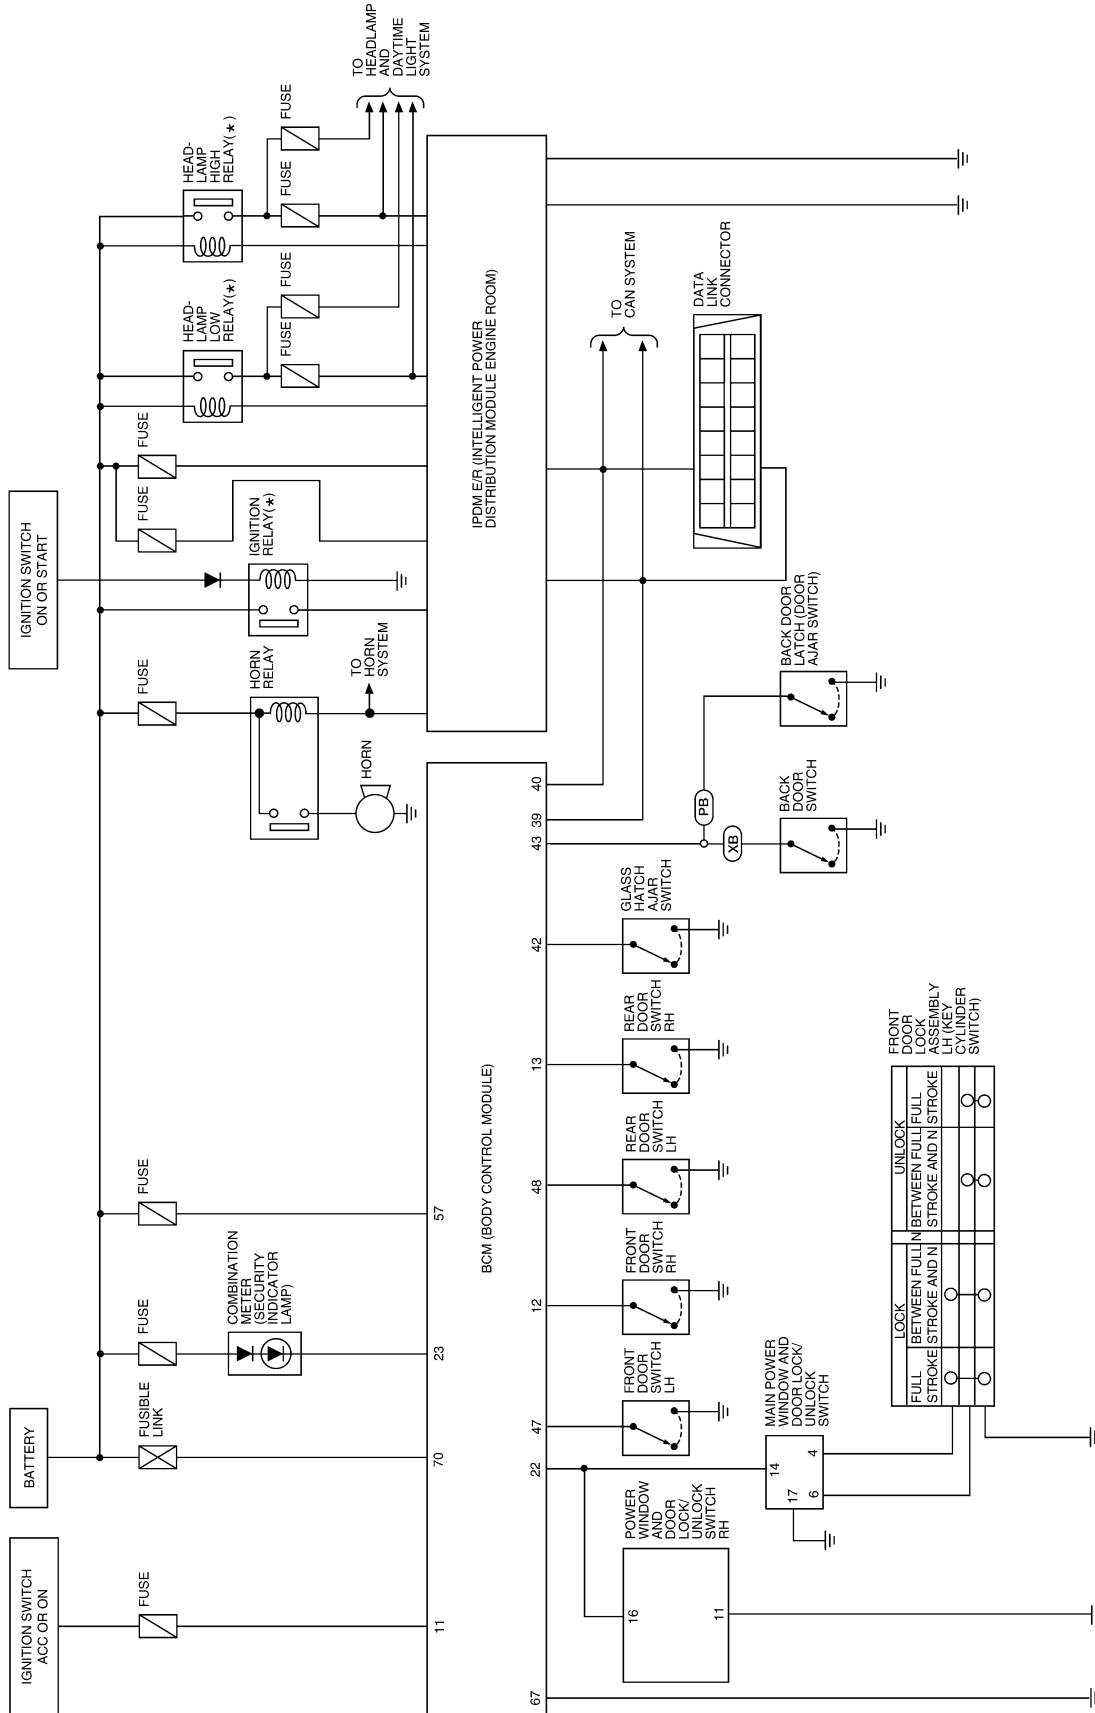 IGNITION SWITCH
ACC OR ON
BATTERY
IGNITION SWITCH
ON OR START
FUSE
FUSIBLE
LINK
FUSE
COMBINATION
METER
(SECURITY
INDICATOR
LAMP)
FUSE
FUSE
HORN
RELAY
HORN
TO
HORN
SYSTEM
FUSE
IGNITION
RELAY(*)
FUSE
HEAD-
LAMP
LOW
RELAY(*)
FUSE
FUSE
HEAD-
LAMP
HIGH
RELAY(*)
FUSE
FUSE
TO
HEADLAMP
AND
DAYTIME
LIGHT
SYSTEM
11
70
23
57
BCM (BODY CONTROL MODULE)
IPDM E/R (INTELLIGENT POWER
DISTRIBUTION MODULE ENGINE ROOM)
67
22
47
12
48
13
42
43
39
40
POWER
WINDOW
AND
DOOR
LOCK/
UNLOCK
SWITCH
RH
16
11
FRONT
DOOR
SWITCH
LH
FRONT
DOOR
SWITCH
RH
REAR
DOOR
SWITCH
LH
REAR
DOOR
SWITCH
RH
GLASS
HATCH
AJAR
SWITCH
PB
XB
TO
CAN SYSTEM
DATA
LINK
CONNECTOR
MAIN POWER
WINDOW AND
DOOR LOCK/
UNLOCK
SWITCH
14
17
4
6
BACK
DOOR
SWITCH
BACK DOOR
LATCH (DOOR
AJAR SWITCH)
FRONT
DOOR
LOCK
ASSEMBLY
LH (KEY
CYLINDER
SWITCH)
LOCK
N
UNLOCK
FULL
STROKE
BETWEEN FULL
STROKE AND N
BETWEEN FULL
STROKE AND N
FULL
STROKE